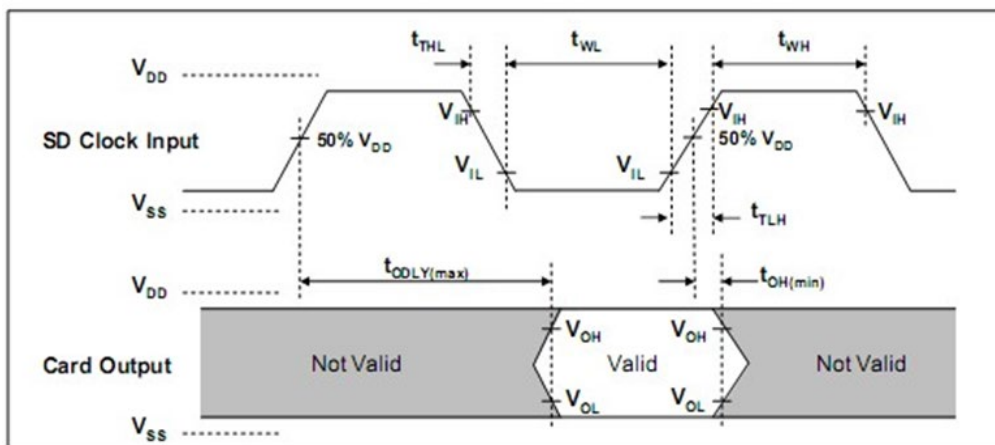 t_THL t_WL t_WH
V_DD
V_IH V_IH V_IH
SD Clock Input 50% V_DD 50% V_DD
V_IL V_IL
V_SS
t_TLH
t_ODLY(max) t_OH(min)
V_DD
V_OH V_OH
Card Output Not Valid Valid Not Valid
V_OL V_OL
V_SS